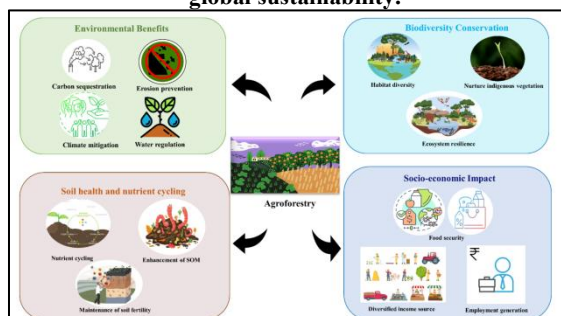 global sustainability.
Environmental Benefits
Carbon sequestration
Erosion prevention
Climate mitigation
Water regulation
Biodiversity Conservation
Habitat diversity
Nurture indigenous vegetation
Ecosystem resilience
Agroforestry
Soil health and nutrient cycling
Nutrient cycling
Enhancement of SOM
Maintenance of soil fertility
Socio-economic Impact
Food security
₹
Diversified income source
Employment generation